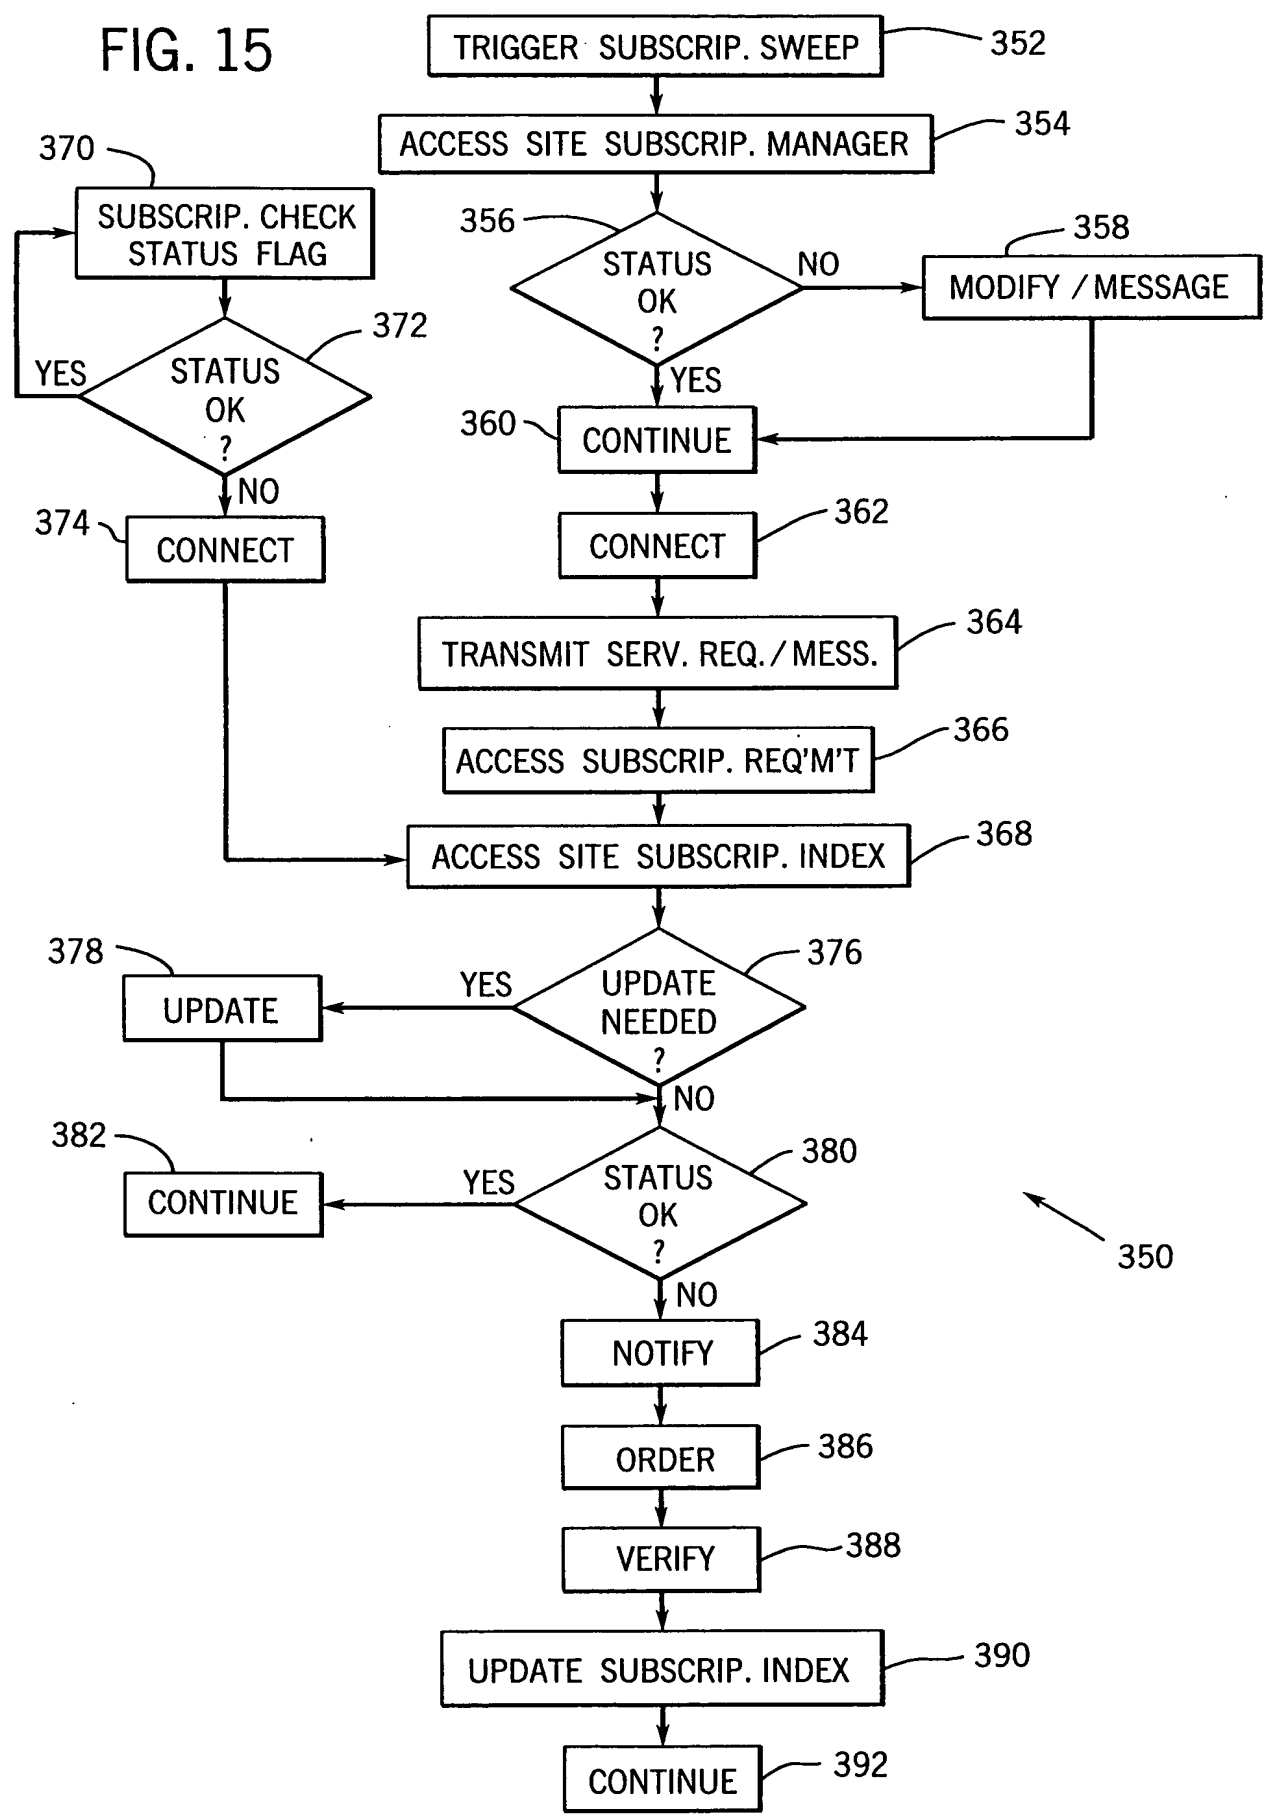 FIG. 15
TRIGGER SUBSCRIP. SWEEP
352
ACCESS SITE SUBSCRIP. MANAGER
354
370
SUBSCRIP. CHECK
STATUS FLAG
356
STATUS
OK
?
NO
358
MODIFY / MESSAGE
372
STATUS
OK
?
YES
YES
360
CONTINUE
NO
374
CONNECT
362
CONNECT
364
TRANSMIT SERV. REQ. / MESS.
366
ACCESS SUBSCRIP. REQ'M'T
368
ACCESS SITE SUBSCRIP. INDEX
378
UPDATE
YES
376
UPDATE
NEEDED
?
NO
382
CONTINUE
YES
380
STATUS
OK
?
350
NO
384
NOTIFY
386
ORDER
388
VERIFY
390
UPDATE SUBSCRIP. INDEX
392
CONTINUE